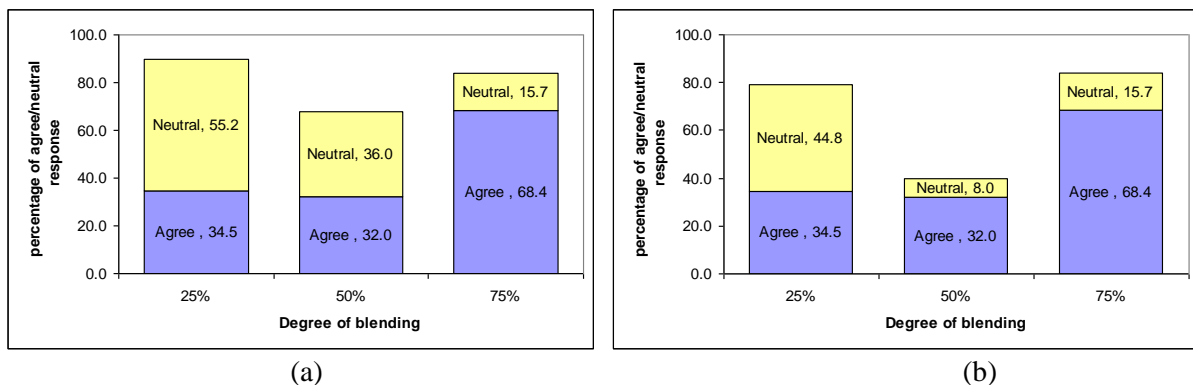 100.0
80.0
60.0
40.0
20.0
0.0
percentage of agree/neutral
response
Neutral, 55.2
Agree , 34.5
Neutral, 36.0
Agree , 32.0
Neutral, 15.7
Agree , 68.4
25%
50%
75%
Degree of blending
(a)
100.0
80.0
60.0
40.0
20.0
0.0
percentage of agree/neutral
response
Neutral, 44.8
Agree , 34.5
Neutral, 8.0
Agree , 32.0
Neutral, 15.7
Agree , 68.4
25%
50%
75%
Degree of blending
(b)